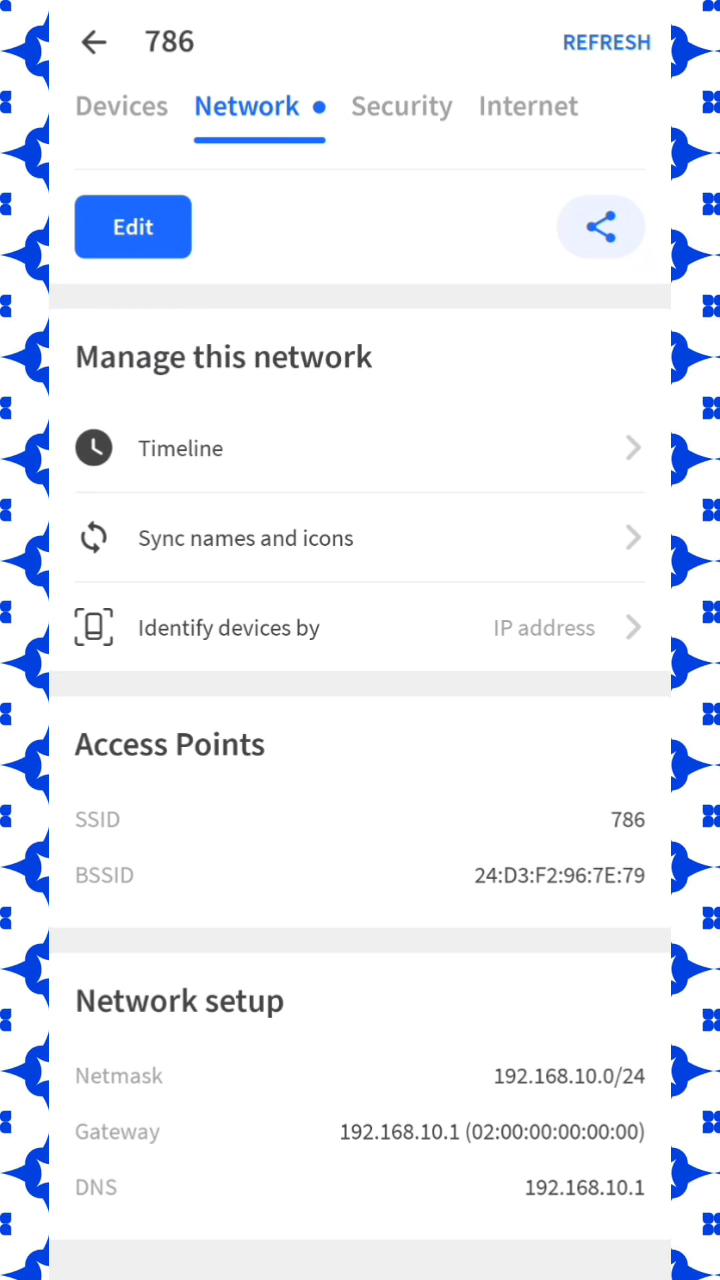 786
REFRESH
Devices Network Security Internet
Edit
Manage this network
Timeline
Sync names and icons
Identify devices by IP address
Access Points
SSID 786
BSSID 24:D3:F2:96:7E:79
Network setup
Netmask 192.168.10.0/24
Gateway 192.168.10.1 (02:00:00:00:00:00)
DNS 192.168.10.1